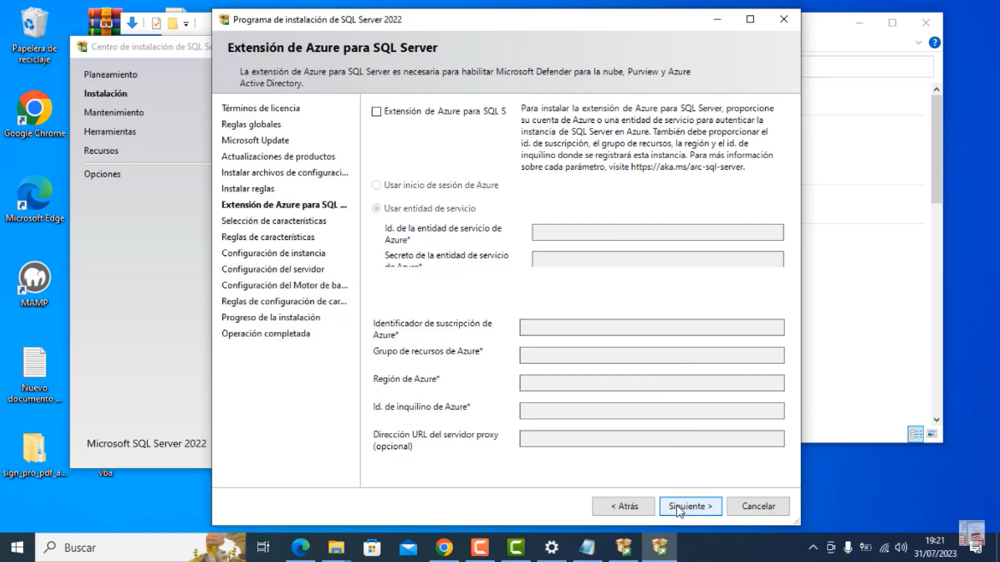 Papelera de
reciclaje
Google Chrome
Microsoft Edge
MAMP
Nuevo
documento ...
sign_pro_pdf_a...
vba
Centro de instalación de SQL Se
Planeamiento
Instalación
Mantenimiento
Herramientas
Recursos
Opciones
Microsoft SQL Server 2022
Programa de instalación de SQL Server 2022
Extensión de Azure para SQL Server
La extensión de Azure para SQL Server es necesaria para habilitar Microsoft Defender para la nube, Purview y Azure
Active Directory.
Términos de licencia
Reglas globales
Microsoft Update
Actualizaciones de productos
Instalar archivos de configuraci...
Instalar reglas
Extensión de Azure para SQL ...
Selección de características
Reglas de características
Configuración de instancia
Configuración del servidor
Configuración del Motor de ba...
Reglas de configuración de car...
Progreso de la instalación
Operación completada
Extensión de Azure para SQL S
Para instalar la extensión de Azure para SQL Server, proporcione
su cuenta de Azure o una entidad de servicio para autenticar la
instancia de SQL Server en Azure. También debe proporcionar el
id. de suscripción, el grupo de recursos, la región y el id. de
inquilino donde se registrará esta instancia. Para más información
sobre cada parámetro, visite https://aka.ms/arc-sql-server.
Usar inicio de sesión de Azure
Usar entidad de servicio
Id. de la entidad de servicio de
Azure*
Secreto de la entidad de servicio
de Azure*
Identificador de suscripción de
Azure*
Grupo de recursos de Azure*
Región de Azure*
Id. de inquilino de Azure*
Dirección URL del servidor proxy
(opcional)
< Atrás
Siguiente >
Cancelar
Buscar
19:21
31/07/2023